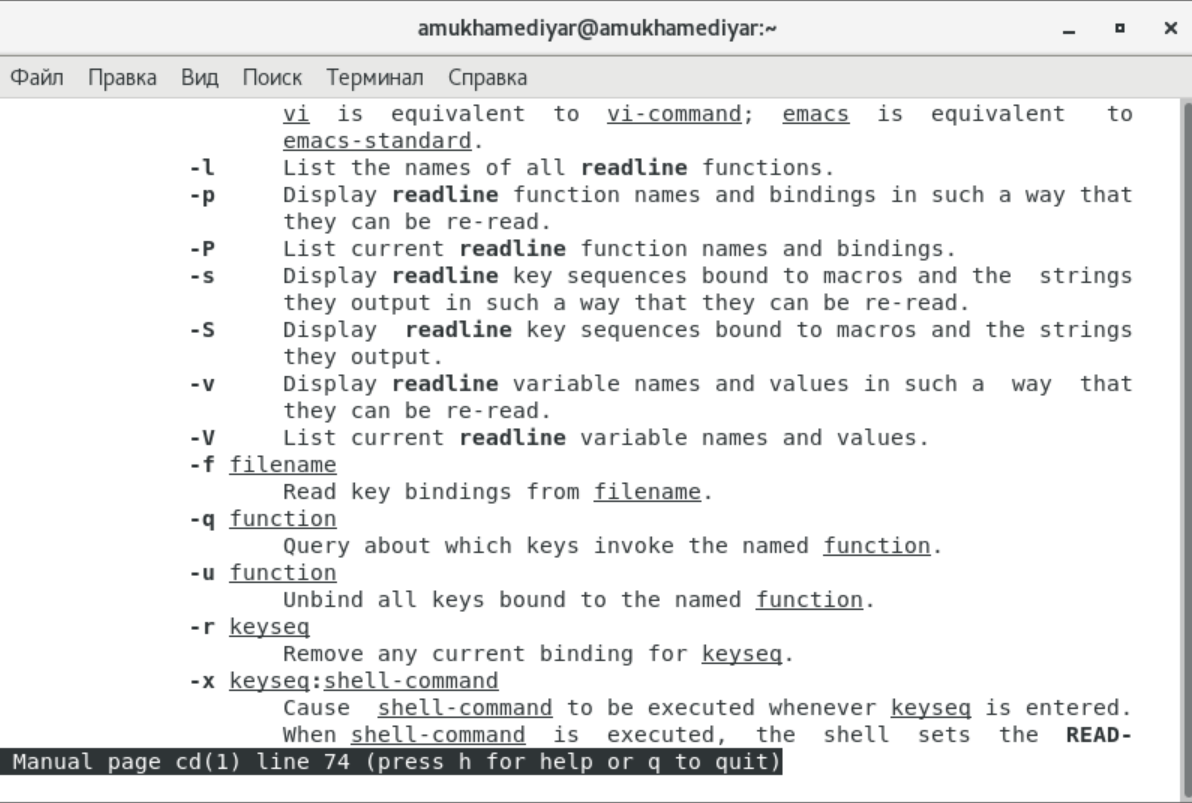 amukhamediyar@amukhamediyar:~
Файл Правка Вид Поиск Терминал Справка
vi is equivalent to vi-command; emacs is equivalent to
emacs-standard.
-l List the names of all readline functions.
-p Display readline function names and bindings in such a way that
they can be re-read.
-P List current readline function names and bindings.
-s Display readline key sequences bound to macros and the strings
they output in such a way that they can be re-read.
-S Display readline key sequences bound to macros and the strings
they output.
-v Display readline variable names and values in such a way that
they can be re-read.
-V List current readline variable names and values.
-f filename
Read key bindings from filename.
-q function
Query about which keys invoke the named function.
-u function
Unbind all keys bound to the named function.
-r keyseq
Remove any current binding for keyseq.
-x keyseq:shell-command
Cause shell-command to be executed whenever keyseq is entered.
When shell-command is executed, the shell sets the READ-
Manual page cd(1) line 74 (press h for help or q to quit)